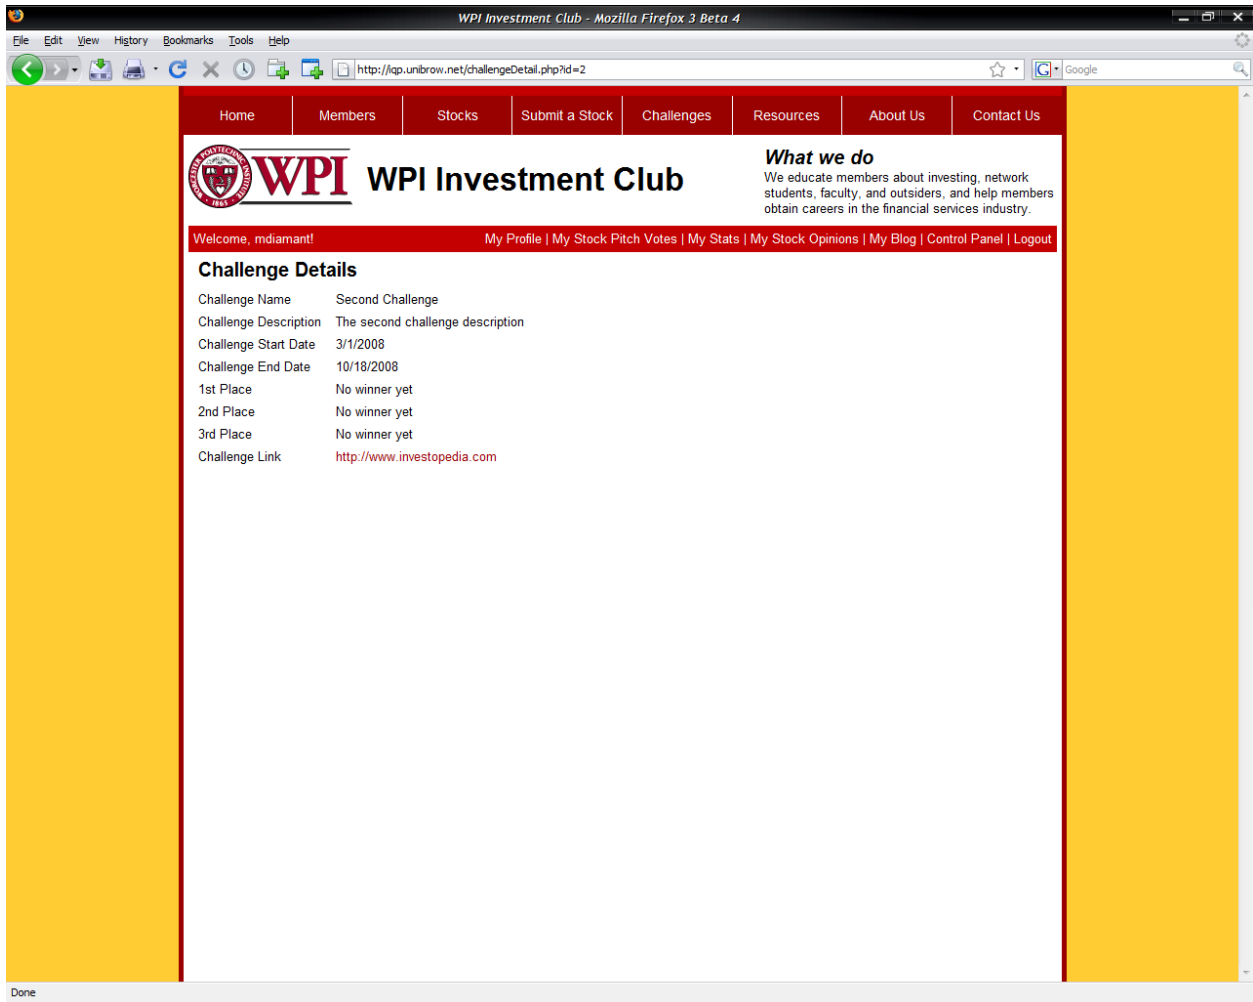 WPI Investment Club - Mozilla Firefox 3 Beta 4
File Edit View History Bookmarks Tools Help
http://iqp.unibrow.net/challengeDetail.php?id=2
G Google
Home Members Stocks Submit a Stock Challenges Resources About Us Contact Us
WORCESTER POLYTECHNIC INSTITUTE
1865
WPI
WPI Investment Club
What we do
We educate members about investing, network
students, faculty, and outsiders, and help members
obtain careers in the financial services industry.
Welcome, mdiamant!
My Profile | My Stock Pitch Votes | My Stats | My Stock Opinions | My Blog | Control Panel | Logout
Challenge Details
Challenge Name Second Challenge
Challenge Description The second challenge description
Challenge Start Date 3/1/2008
Challenge End Date 10/18/2008
1st Place No winner yet
2nd Place No winner yet
3rd Place No winner yet
Challenge Link http://www.investopedia.com
Done